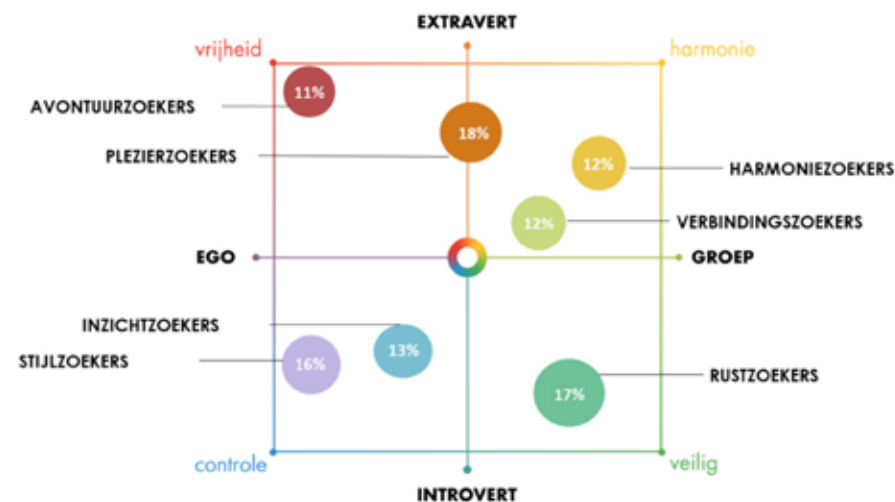 EXTRAVERT
vrijheid
harmonie
11%
AVONTUURZOEKERS
18%
PLEZIERZOEKERS
12%
HARMONIEZOEKERS
12%
VERBINDINGSZOEKERS
EGO
GROEP
INZICHTZOEKERS
13%
STIJLZOEKERS
16%
RUSTZOEKERS
17%
controle
veilig
INTROVERT